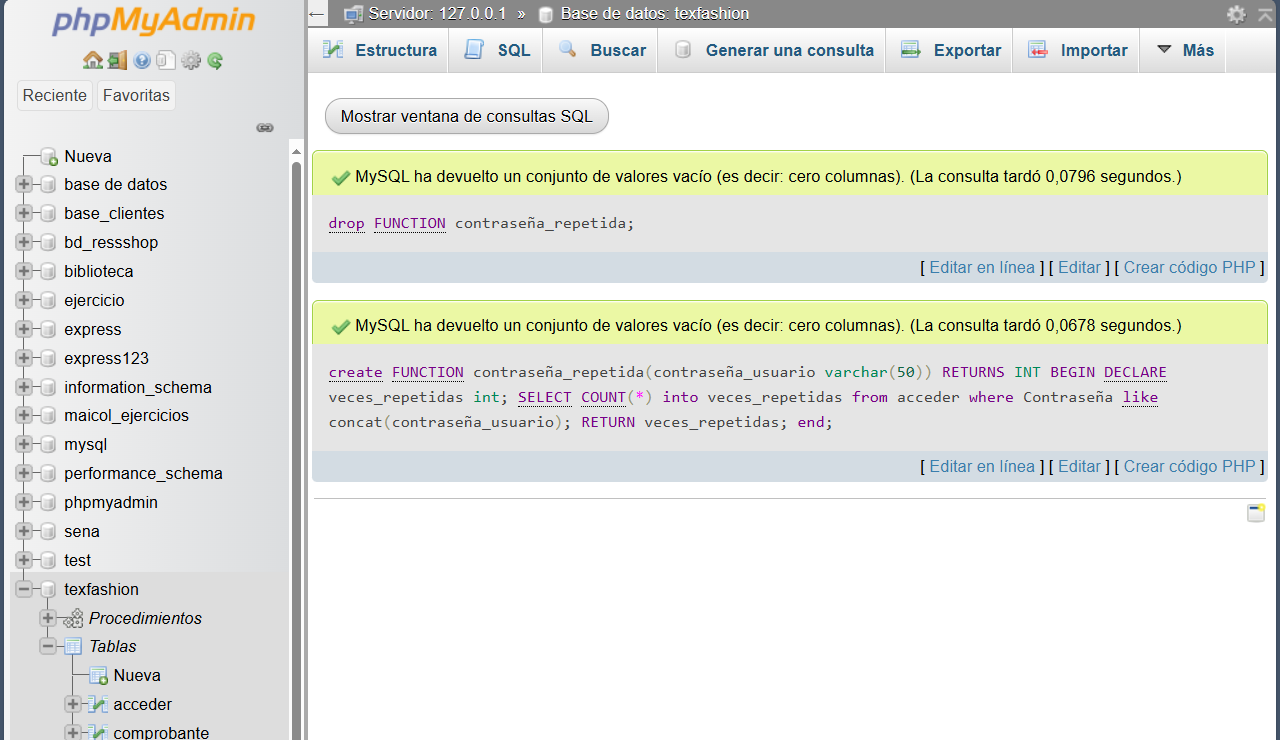 phpMyAdmin
Reciente Favoritas
Nueva
base de datos
base_clientes
bd_ressshop
biblioteca
ejercicio
express
express123
information_schema
maicol_ejercicios
mysql
performance_schema
phpmyadmin
sena
test
texfashion
Procedimientos
Tablas
Nueva
acceder
comprobante
← Servidor: 127.0.0.1 » Base de datos: texfashion
Estructura SQL Buscar Generar una consulta Exportar Importar Más
Mostrar ventana de consultas SQL
MySQL ha devuelto un conjunto de valores vacío (es decir: cero columnas). (La consulta tardó 0,0796 segundos.)
drop FUNCTION contraseña_repetida;
[ Editar en línea ] [ Editar ] [ Crear código PHP ]
MySQL ha devuelto un conjunto de valores vacío (es decir: cero columnas). (La consulta tardó 0,0678 segundos.)
create FUNCTION contraseña_repetida(contraseña_usuario varchar(50)) RETURNS INT BEGIN DECLARE
veces_repetidas int; SELECT COUNT(*) into veces_repetidas from acceder where Contraseña like
concat(contraseña_usuario); RETURN veces_repetidas; end;
[ Editar en línea ] [ Editar ] [ Crear código PHP ]